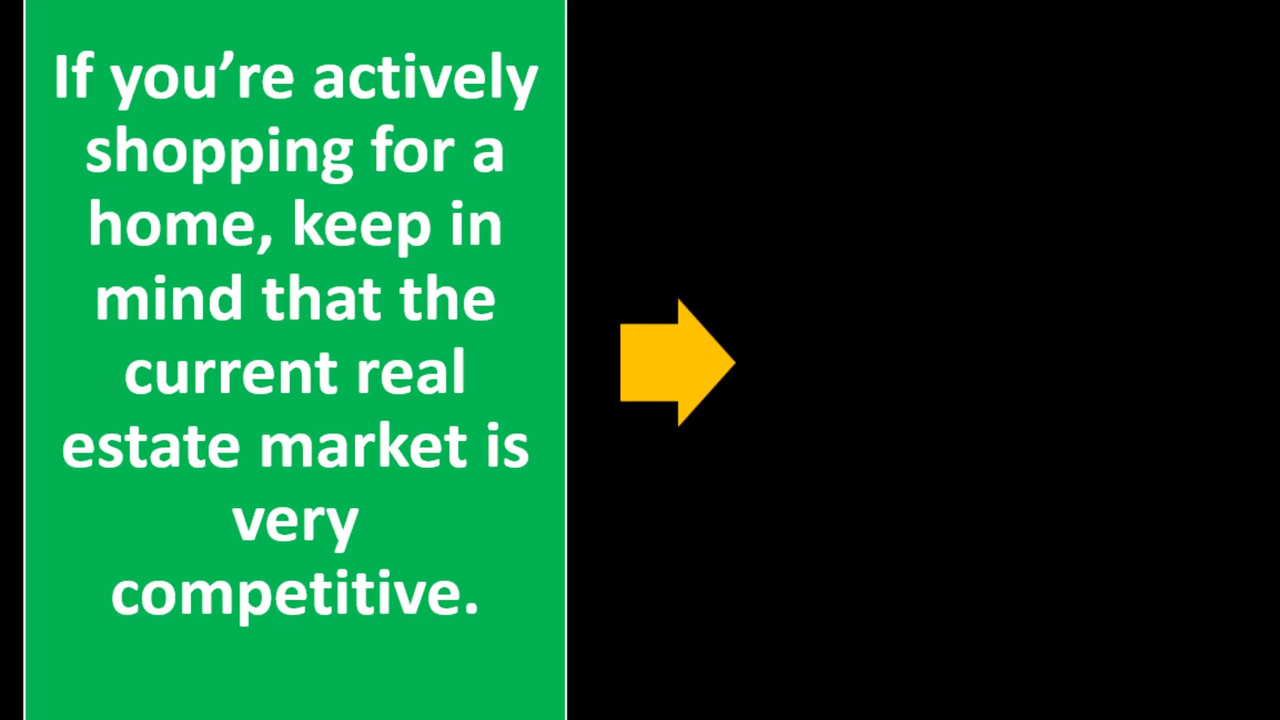 If you’re actively
shopping for a
home, keep in
mind that the
current real
estate market is
very
competitive.